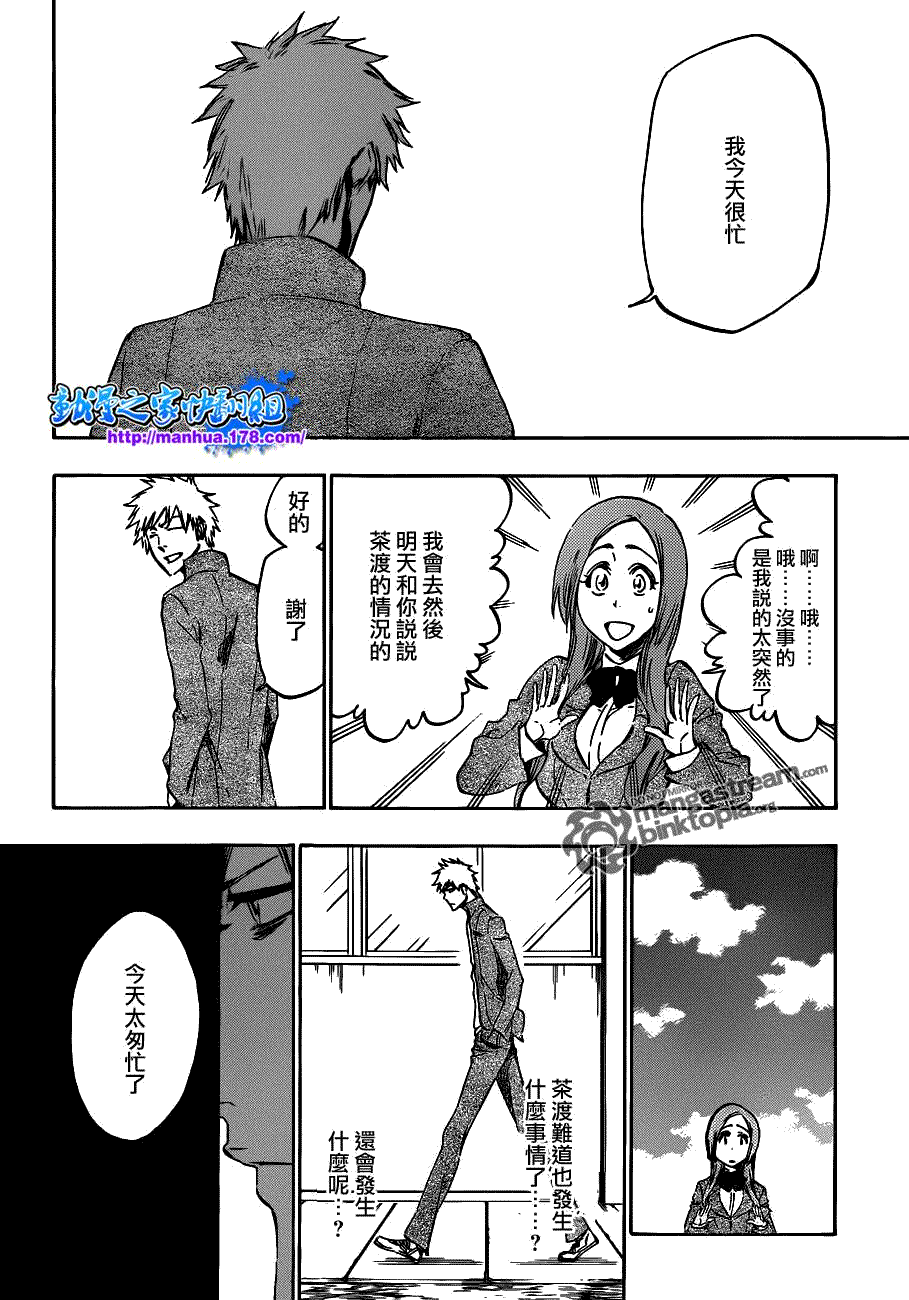 我今天很忙
動漫之家快翻組
http://manhua.178.com/
啊……哦……
哦……沒事的
是我説的太突然了
我會去然後
明天和你說說
茶渡的情況的
好的
謝了
mangastream.com
binktopia.org
茶渡難道也發生
什麼事情了……?
還會發生
什麼呢…?
今天太匆忙了